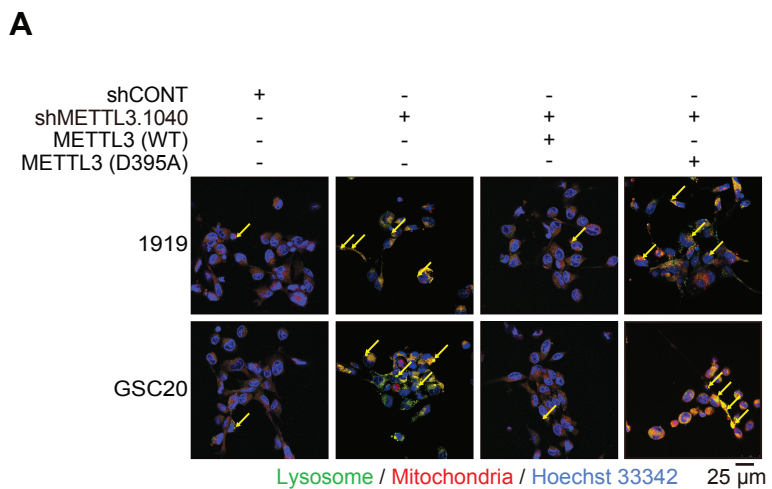 A
shCONT + - - -
shMETTL3.1040 - + + +
METTL3 (WT) - - + -
METTL3 (D395A) - - - +
1919
GSC20
Lysosome / Mitochondria / Hoechst 33342 25 µm